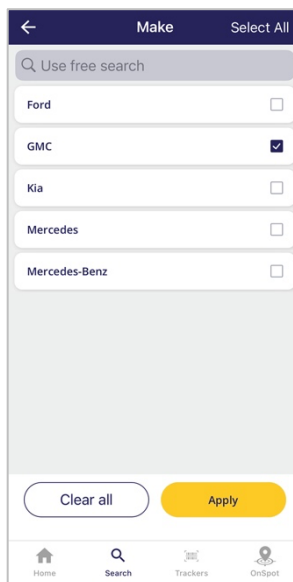 Make Select All
Use free search
Ford
GMC
Kia
Mercedes
Mercedes-Benz
Clear all Apply
Home Search Trackers OnSpot